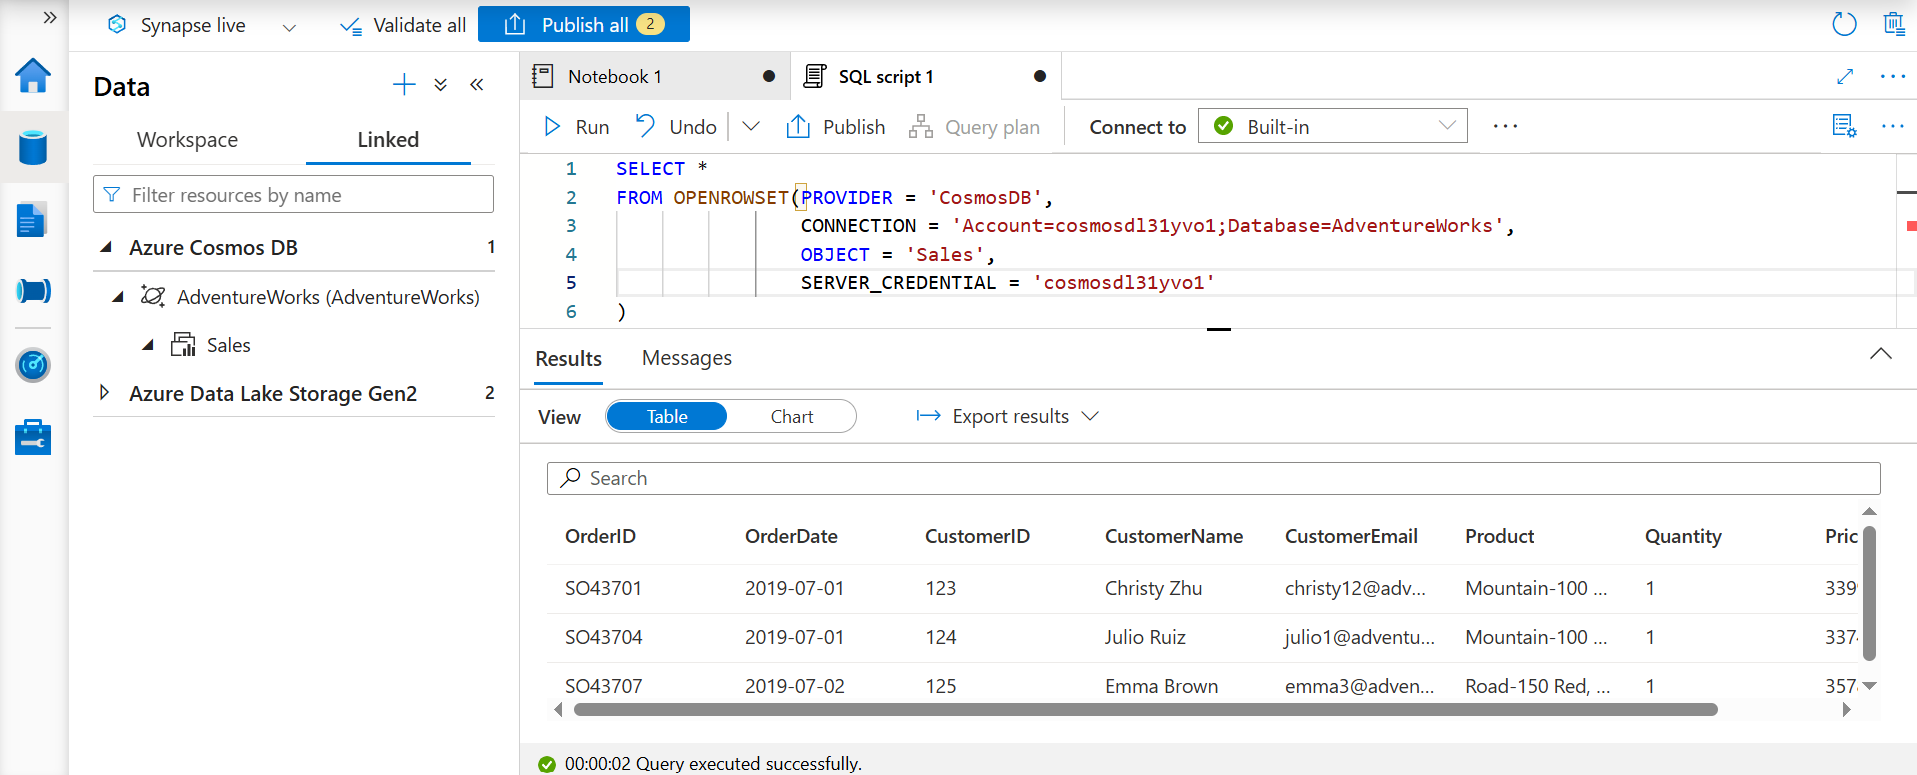 Synapse live
Validate all
Publish all 2
Data
Workspace
Linked
Filter resources by name
Azure Cosmos DB 1
AdventureWorks (AdventureWorks)
Sales
Azure Data Lake Storage Gen2 2
Notebook 1
SQL script 1
Run
Undo
Publish
Query plan
Connect to
Built-in
1 SELECT *
2 FROM OPENROWSET(PROVIDER = 'CosmosDB',
3 CONNECTION = 'Account=cosmosdl31yvo1;Database=AdventureWorks',
4 OBJECT = 'Sales',
5 SERVER_CREDENTIAL = 'cosmosdl31yvo1'
6 )
Results
Messages
View
Table
Chart
Export results
Search
OrderID OrderDate CustomerID CustomerName CustomerEmail Product Quantity Pric
SO43701 2019-07-01 123 Christy Zhu christy12@adv... Mountain-100 ... 1 339
SO43704 2019-07-01 124 Julio Ruiz julio1@adventu... Mountain-100 ... 1 337
SO43707 2019-07-02 125 Emma Brown emma3@adven... Road-150 Red, ... 1 357
00:00:02 Query executed successfully.